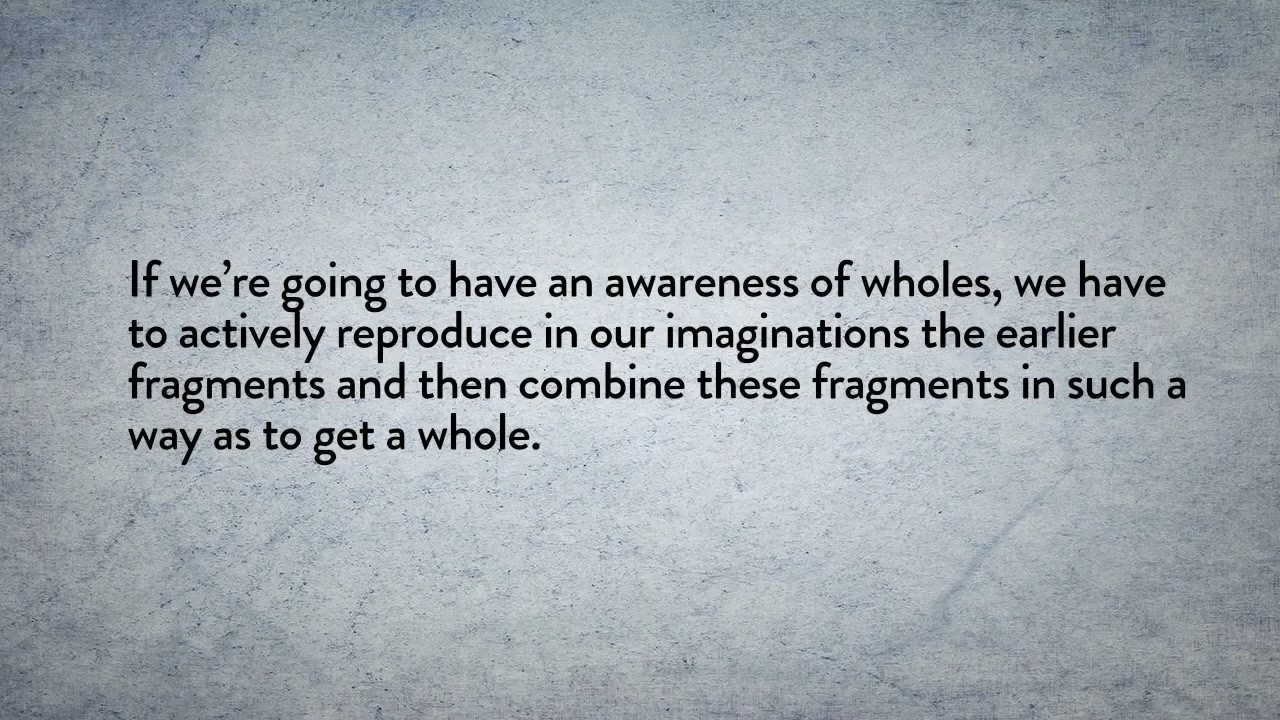 If we’re going to have an awareness of wholes, we have
to actively reproduce in our imaginations the earlier
fragments and then combine these fragments in such a
way as to get a whole.